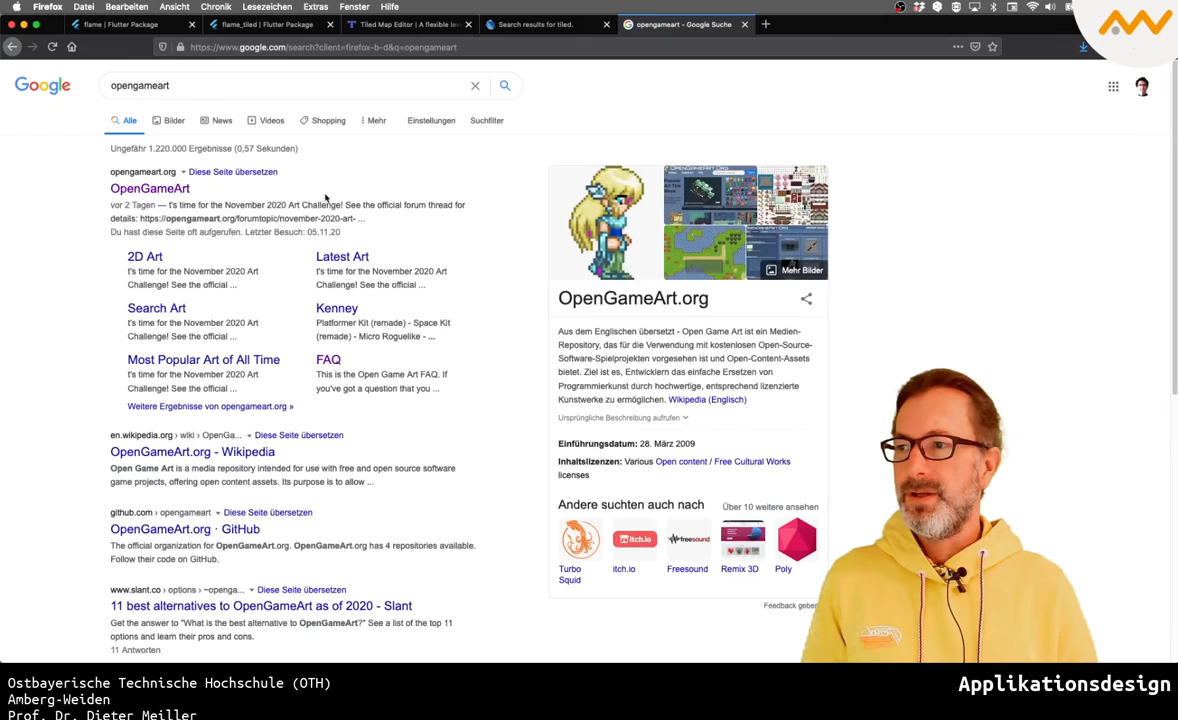 Firefox Datei Bearbeiten Ansicht Chronik Lesezeichen Extras Fenster Hilfe
flame | Flutter Package
flame_tiled | Flutter Package
Tiled Map Editor | A flexible lev
Search results for tiled.
opengameart - Google Suche
https://www.google.com/search?client=firefox-b-d&q=opengameart
Google
opengameart
Alle Bilder News Videos Shopping Mehr Einstellungen Suchfilter
Ungefähr 1.220.000 Ergebnisse (0,57 Sekunden)
opengameart.org Diese Seite übersetzen
OpenGameArt
vor 2 Tagen — t's time for the November 2020 Art Challenge! See the official forum thread for
details: https://opengameart.org/forumtopic/november-2020-art- ...
Du hast diese Seite oft aufgerufen. Letzter Besuch: 05.11.20
2D Art
t's time for the November 2020 Art
Challenge! See the official ...
Latest Art
t's time for the November 2020 Art
Challenge! See the official ...
Search Art
t's time for the November 2020 Art
Challenge! See the official ...
Kenney
Platformer Kit (remade) - Space Kit
(remade) - Micro Roguelike - ...
Most Popular Art of All Time
t's time for the November 2020 Art
Challenge! See the official ...
FAQ
This is the Open Game Art FAQ. If
you've got a question that you ...
Weitere Ergebnisse von opengameart.org »
en.wikipedia.org › wiki › OpenGa... Diese Seite übersetzen
OpenGameArt.org - Wikipedia
Open Game Art is a media repository intended for use with free and open source software
game projects, offering open content assets. Its purpose is to allow ...
github.com › opengameart Diese Seite übersetzen
OpenGameArt.org · GitHub
The official organization for OpenGameArt.org. OpenGameArt.org has 4 repositories available.
Follow their code on GitHub.
www.slant.co › options › ~openga... Diese Seite übersetzen
11 best alternatives to OpenGameArt as of 2020 - Slant
Get the answer to "What is the best alternative to OpenGameArt?" See a list of the top 11
options and learn their pros and cons.
11 Antworten
Mehr Bilder
OpenGameArt.org
Aus dem Englischen übersetzt - Open Game Art ist ein Medien-
Repository, das für die Verwendung mit kostenlosen Open-Source-
Software-Spielprojekten vorgesehen ist und Open-Content-Assets
bietet. Ziel ist es, Entwicklern das einfache Ersetzen von
Programmierkunst durch hochwertige, entsprechend lizenzierte
Kunstwerke zu ermöglichen. Wikipedia (Englisch)
Ursprüngliche Beschreibung aufrufen
Einführungsdatum: 28. März 2009
Inhaltslizenzen: Various Open content / Free Cultural Works
licenses
Andere suchten auch nach
Über 10 weitere ansehen
itch.io
freesound
Turbo
Squid
itch.io
Freesound
Remix 3D
Poly
Feedback geben
Ostbayerische Technische Hochschule (OTH)
Amberg-Weiden
Prof. Dr. Dieter Meiller
Applikationsdesign